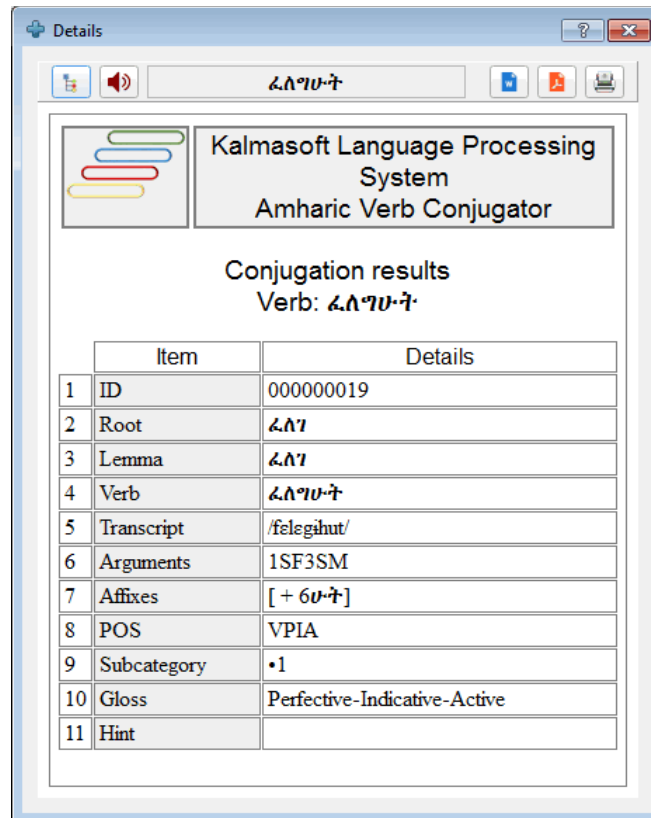 Details
ፈለግሁት
Kalmasoft Language Processing
System
Amharic Verb Conjugator
Conjugation results
Verb: ፈለግሁት
Item Details
1 ID 000000019
2 Root ፈለገ
3 Lemma ፈለገ
4 Verb ፈለግሁት
5 Transcript /fɛlɛgɨhut/
6 Arguments 1SF3SM
7 Affixes [ + 6ሁት]
8 POS VPIA
9 Subcategory •1
10 Gloss Perfective-Indicative-Active
11 Hint